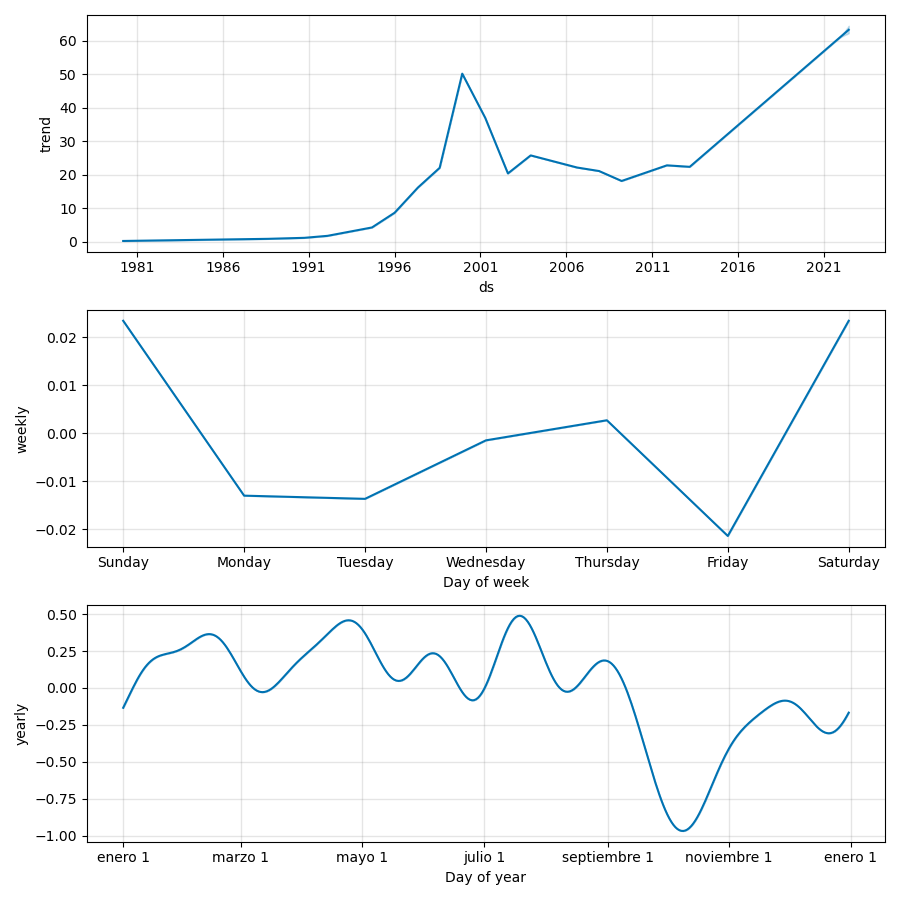 60
50
40
30
20
10
0
trend
1981 1986 1991 1996 2001 2006 2011 2016 2021
ds
0.02
0.01
0.00
−0.01
−0.02
weekly
Sunday Monday Tuesday Wednesday Thursday Friday Saturday
Day of week
0.50
0.25
0.00
−0.25
−0.50
−0.75
−1.00
yearly
enero 1 marzo 1 mayo 1 julio 1 septiembre 1 noviembre 1 enero 1
Day of year